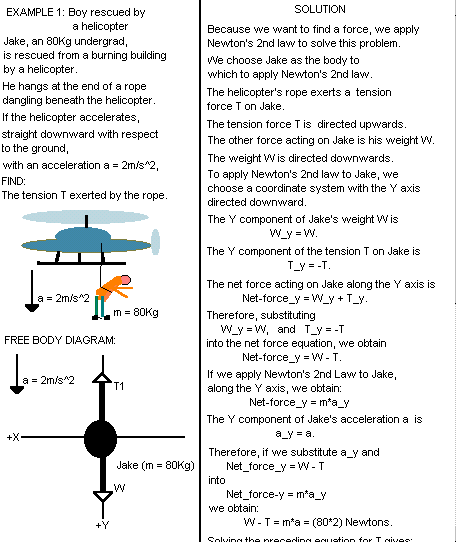 EXAMPLE 1: Boy rescued by
a helicopter
Jake, an 80Kg undergrad,
is rescued from a burning building
by a helicopter.
He hangs at the end of a rope
dangling beneath the helicopter.
If the helicopter accelerates,
straight downward with respect
to the ground,
with an acceleration a = 2m/s^2,
FIND:
The tension T exerted by the rope.
a = 2m/s^2
m = 80Kg
FREE BODY DIAGRAM:
a = 2m/s^2
T1
+X
Jake (m = 80Kg)
W
+Y
SOLUTION
Because we want to find a force, we apply
Newton's 2nd law to solve this problem.
We choose Jake as the body to
which to apply Newton's 2nd law.
The helicopter's rope exerts a tension
force T on Jake.
The tension force T is directed upwards.
The other force acting on Jake is his weight W.
The weight W is directed downwards.
To apply Newton's 2nd law to Jake, we
choose a coordinate system with the Y axis
directed downward.
The Y component of Jake's weight W is
W_y = W.
The Y component of the tension T on Jake is
T_y = -T.
The net force acting on Jake along the Y axis is
Net-force_y = W_y + T_y.
Therefore, substituting
W_y = W, and T_y = -T
into the net force equation, we obtain
Net-force_y = W - T.
If we apply Newton's 2nd Law to Jake,
along the Y axis, we obtain:
Net-force_y = m*a_y
The Y component of Jake's acceleration a is
a_y = a.
Therefore, if we substitute a_y and
Net_force_y = W - T
into
Net_force-y = m*a_y
we obtain:
W - T = m*a = (80*2) Newtons.
Solving the preceding equation for T gives: